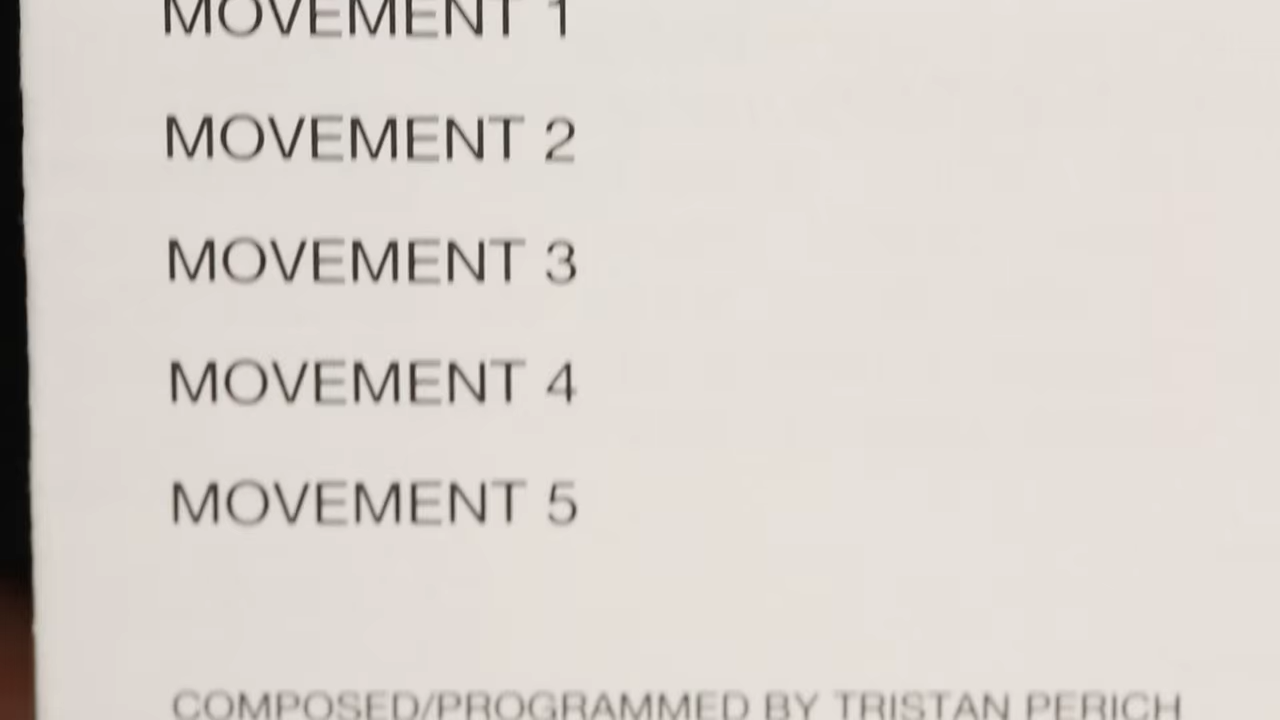 MOVEMENT 1
MOVEMENT 2
MOVEMENT 3
MOVEMENT 4
MOVEMENT 5
COMPOSED/PROGRAMMED BY TRISTAN PERICH